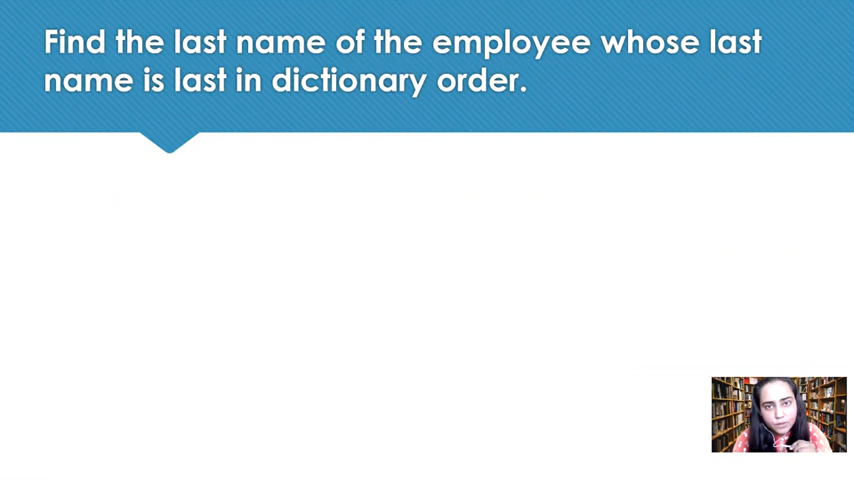 Find the last name of the employee whose last
name is last in dictionary order.